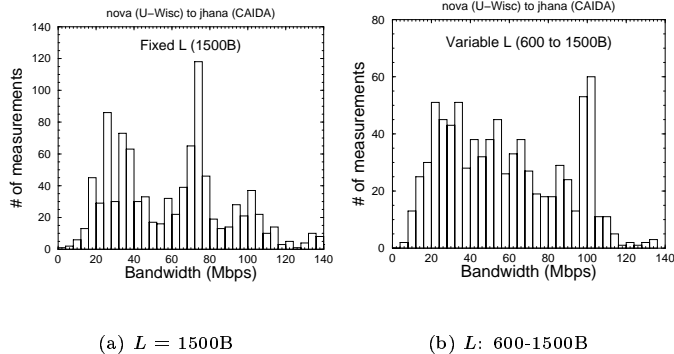 nova (U-Wisc) to jhana (CAIDA)
Fixed L (1500B)
# of measurements
140
120
100
80
60
40
20
0
0 20 40 60 80 100 120 140
Bandwidth (Mbps)
(a) L = 1500B
nova (U-Wisc) to jhana (CAIDA)
Variable L (600 to 1500B)
# of measurements
80
60
40
20
0
0 20 40 60 80 100 120 140
Bandwidth (Mbps)
(b) L: 600-1500B